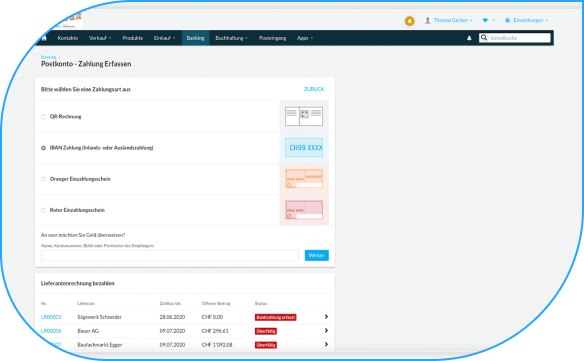 Thomas Gerber
Einstellungen
Kontakte Verkauf Produkte Einkauf Banking Buchhaltung Posteingang Apps Schnellsuche
Banking >
Postkonto - Zahlung Erfassen
Bitte wählen Sie eine Zahlungsart aus ZURÜCK
QR-Rechnung
IBAN Zahlung (Inlands- oder Auslandszahlung) CH99 XXXX
Oranger Einzahlungsschein
Roter Einzahlungsschein
An wen möchten Sie Geld überweisen?
Name, Kontonummer, IBAN oder Postkonto des Empfängers
Weiter
Lieferantenrechnung bezahlen
Nr. Lieferant Zahlbar bis Offener Betrag Status
LR00005 Sägewerk Schneider 28.06.2020 CHF 0.00 Bankzahlung erfasst
LR00006 Bauer AG 09.07.2020 CHF 296.61 Überfällig
Baufachmarkt Egger 09.07.2020 CHF 1'092.08 Überfällig